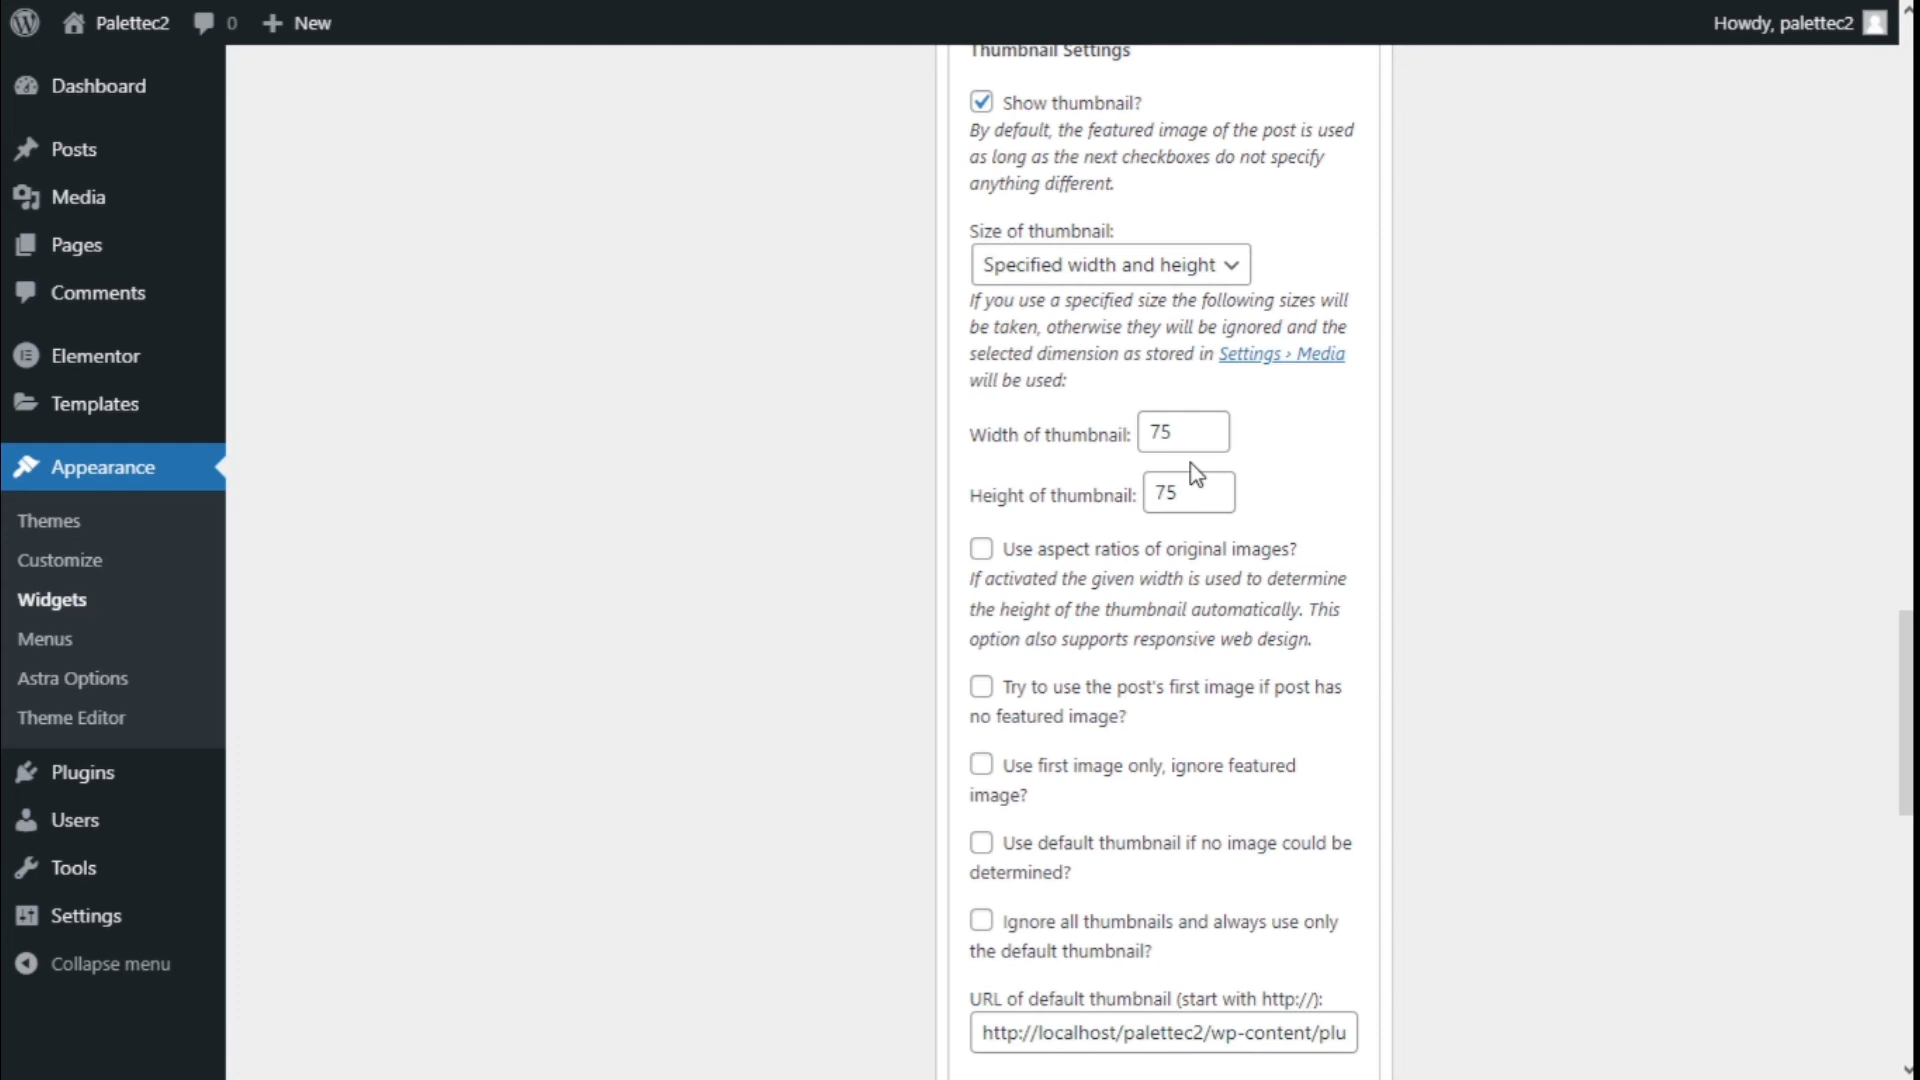 Palettec2
0
New
Howdy, palettec2
Dashboard
Posts
Media
Pages
Comments
Elementor
Templates
Appearance
Themes
Customize
Widgets
Menus
Astra Options
Theme Editor
Plugins
Users
Tools
Settings
Collapse menu
Thumbnail Settings
Show thumbnail?
By default, the featured image of the post is used
as long as the next checkboxes do not specify
anything different.
Size of thumbnail:
Specified width and height
If you use a specified size the following sizes will
be taken, otherwise they will be ignored and the
selected dimension as stored in Settings › Media
will be used:
Width of thumbnail: 75
Height of thumbnail: 75
Use aspect ratios of original images?
If activated the given width is used to determine
the height of the thumbnail automatically. This
option also supports responsive web design.
Try to use the post's first image if post has
no featured image?
Use first image only, ignore featured
image?
Use default thumbnail if no image could be
determined?
Ignore all thumbnails and always use only
the default thumbnail?
URL of default thumbnail (start with http://):
http://localhost/palettec2/wp-content/plu